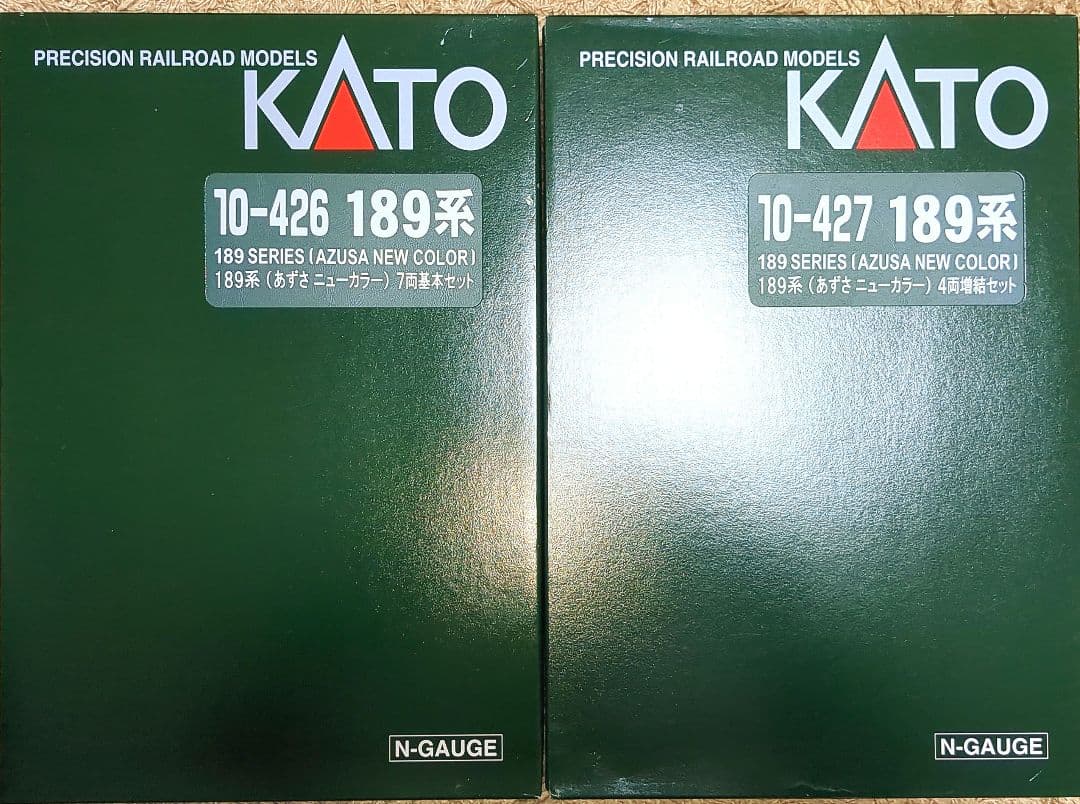 PRECISION RAILROAD MODELS
KATO
10-426 189系
189 SERIES (AZUSA NEW COLOR)
189系 (あずさ ニューカラー) 7両基本セット
N-GAUGE
PRECISION RAILROAD MODELS
KATO
10-427 189系
189 SERIES (AZUSA NEW COLOR)
189系 (あずさ ニューカラー) 4両増結セット
N-GAUGE